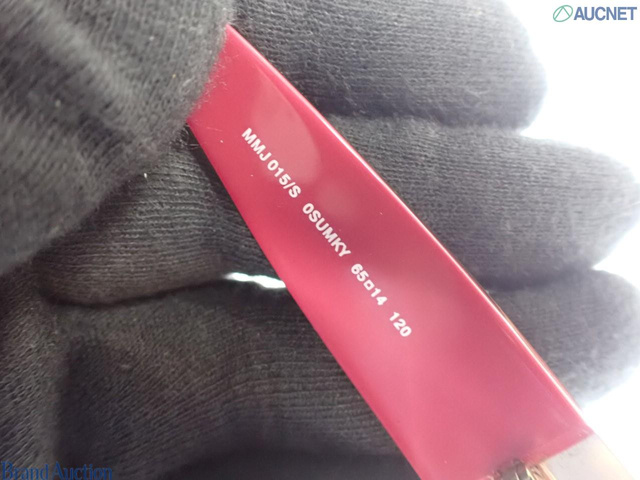 AUCNET
MMJ 015/S 0SUMKY 65¤14 120
Brand Auction